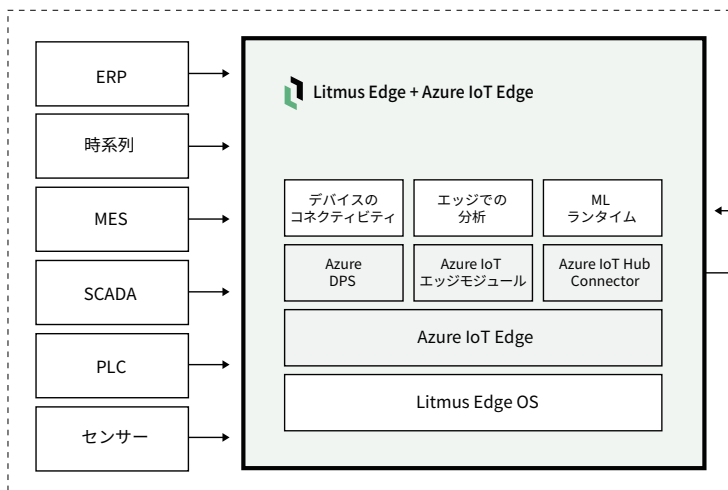 ERP
時系列
MES
SCADA
PLC
センサー
Litmus Edge + Azure IoT Edge
デバイスの
コネクティビティ
エッジでの
分析
ML
ランタイム
Azure
DPS
Azure IoT
エッジモジュール
Azure IoT Hub
Connector
Azure IoT Edge
Litmus Edge OS